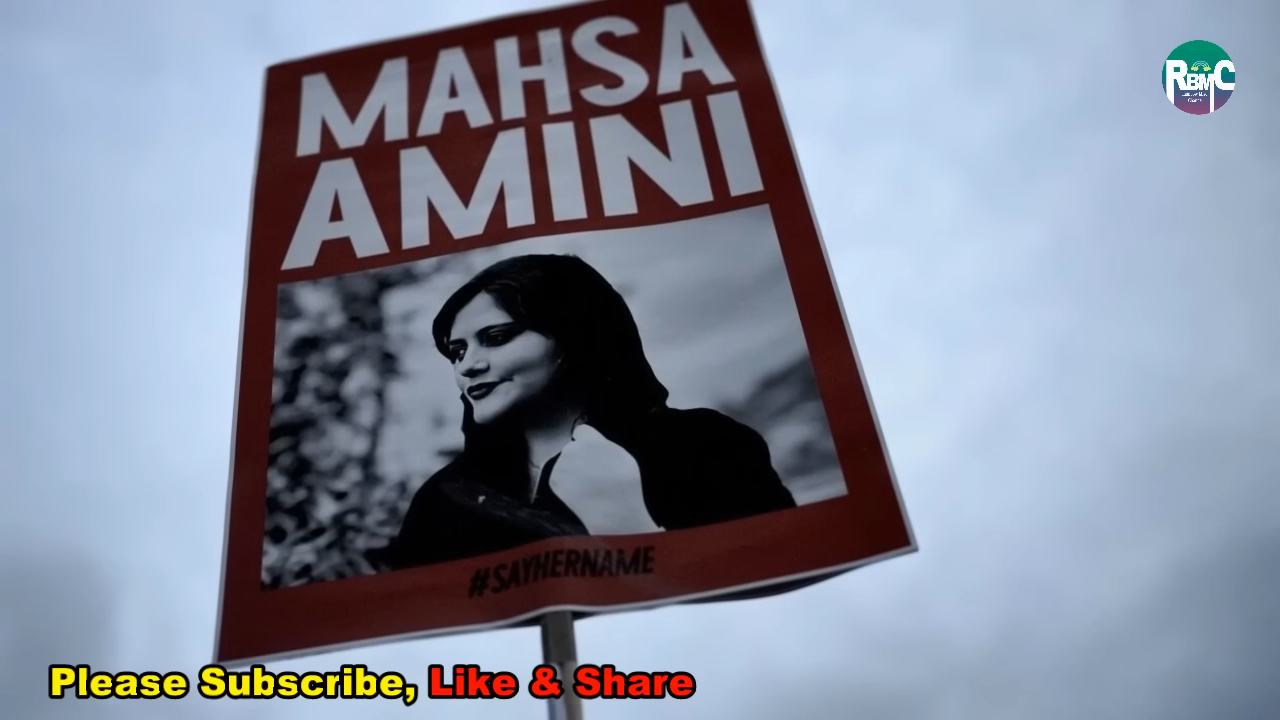 MAHSA
AMINI
RBMC
#SAYHERNAME
Please Subscribe, Like & Share